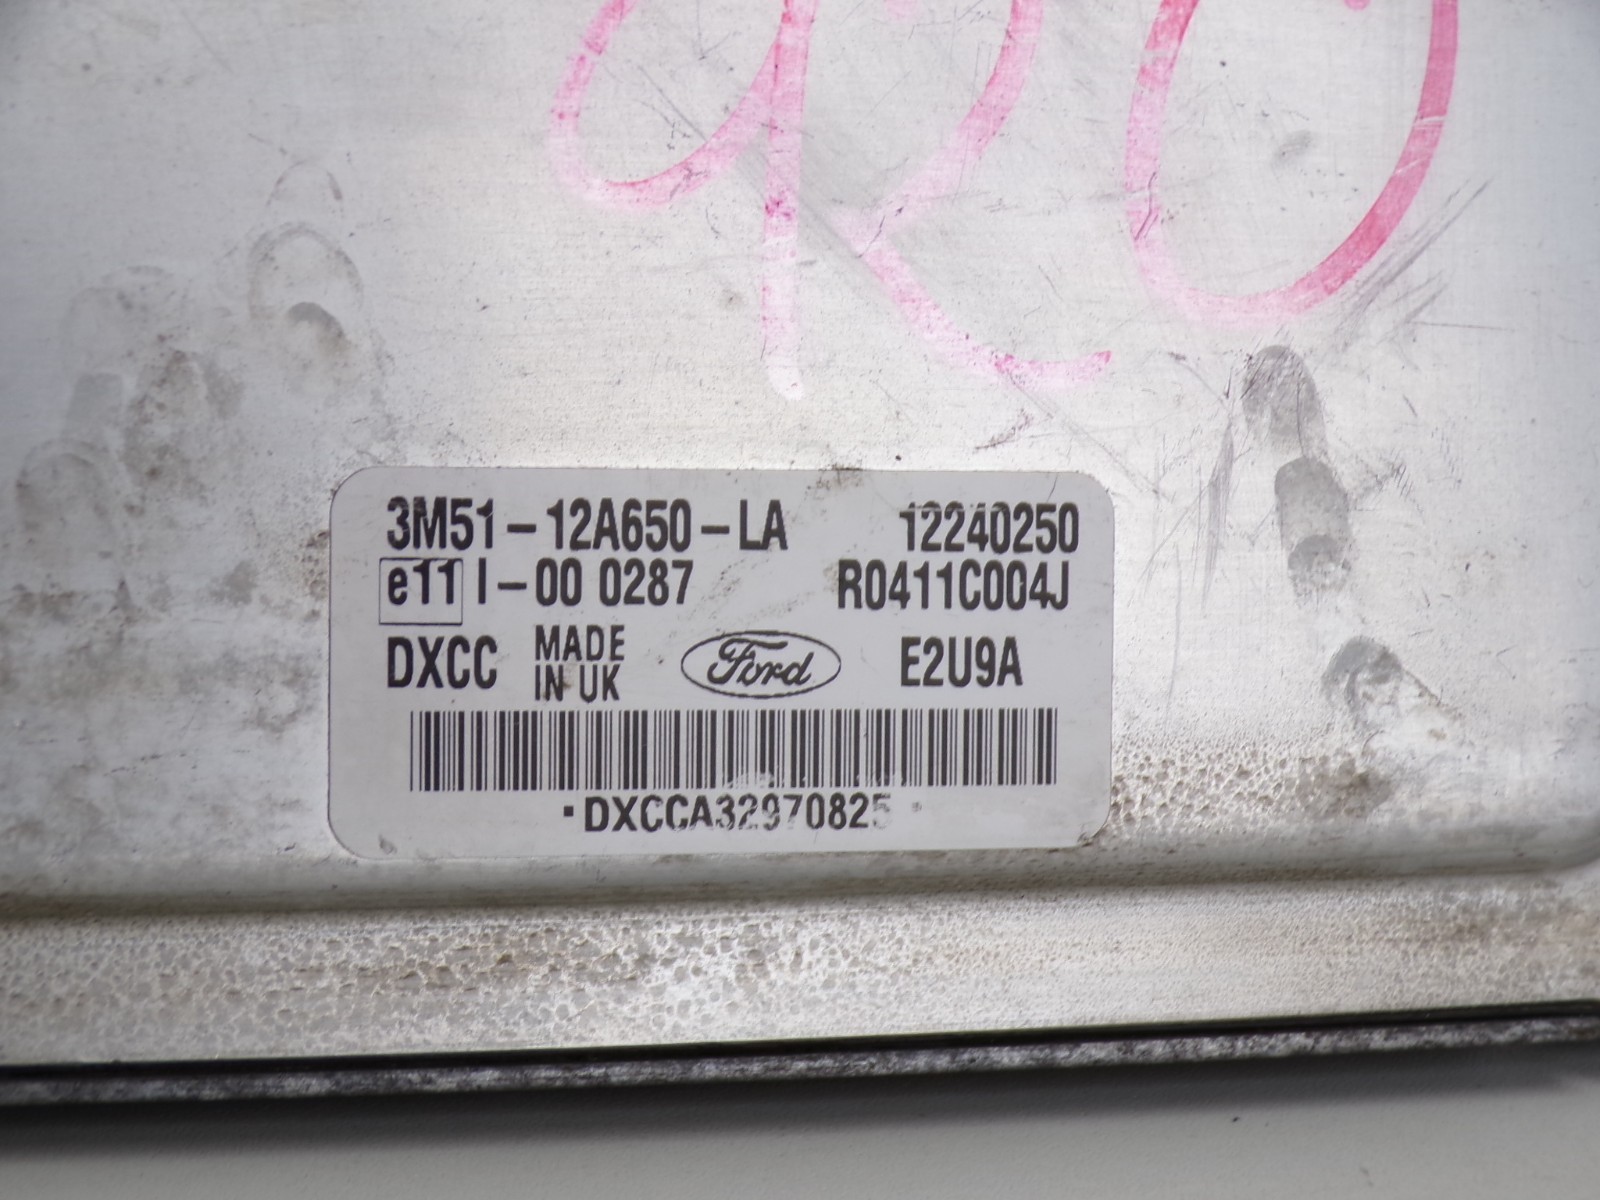 3M51-12A650-LA 12240250
e11 I-00 0287 R0411C004J
DXCC MADE IN UK Ford E2U9A
DXCCA32970825